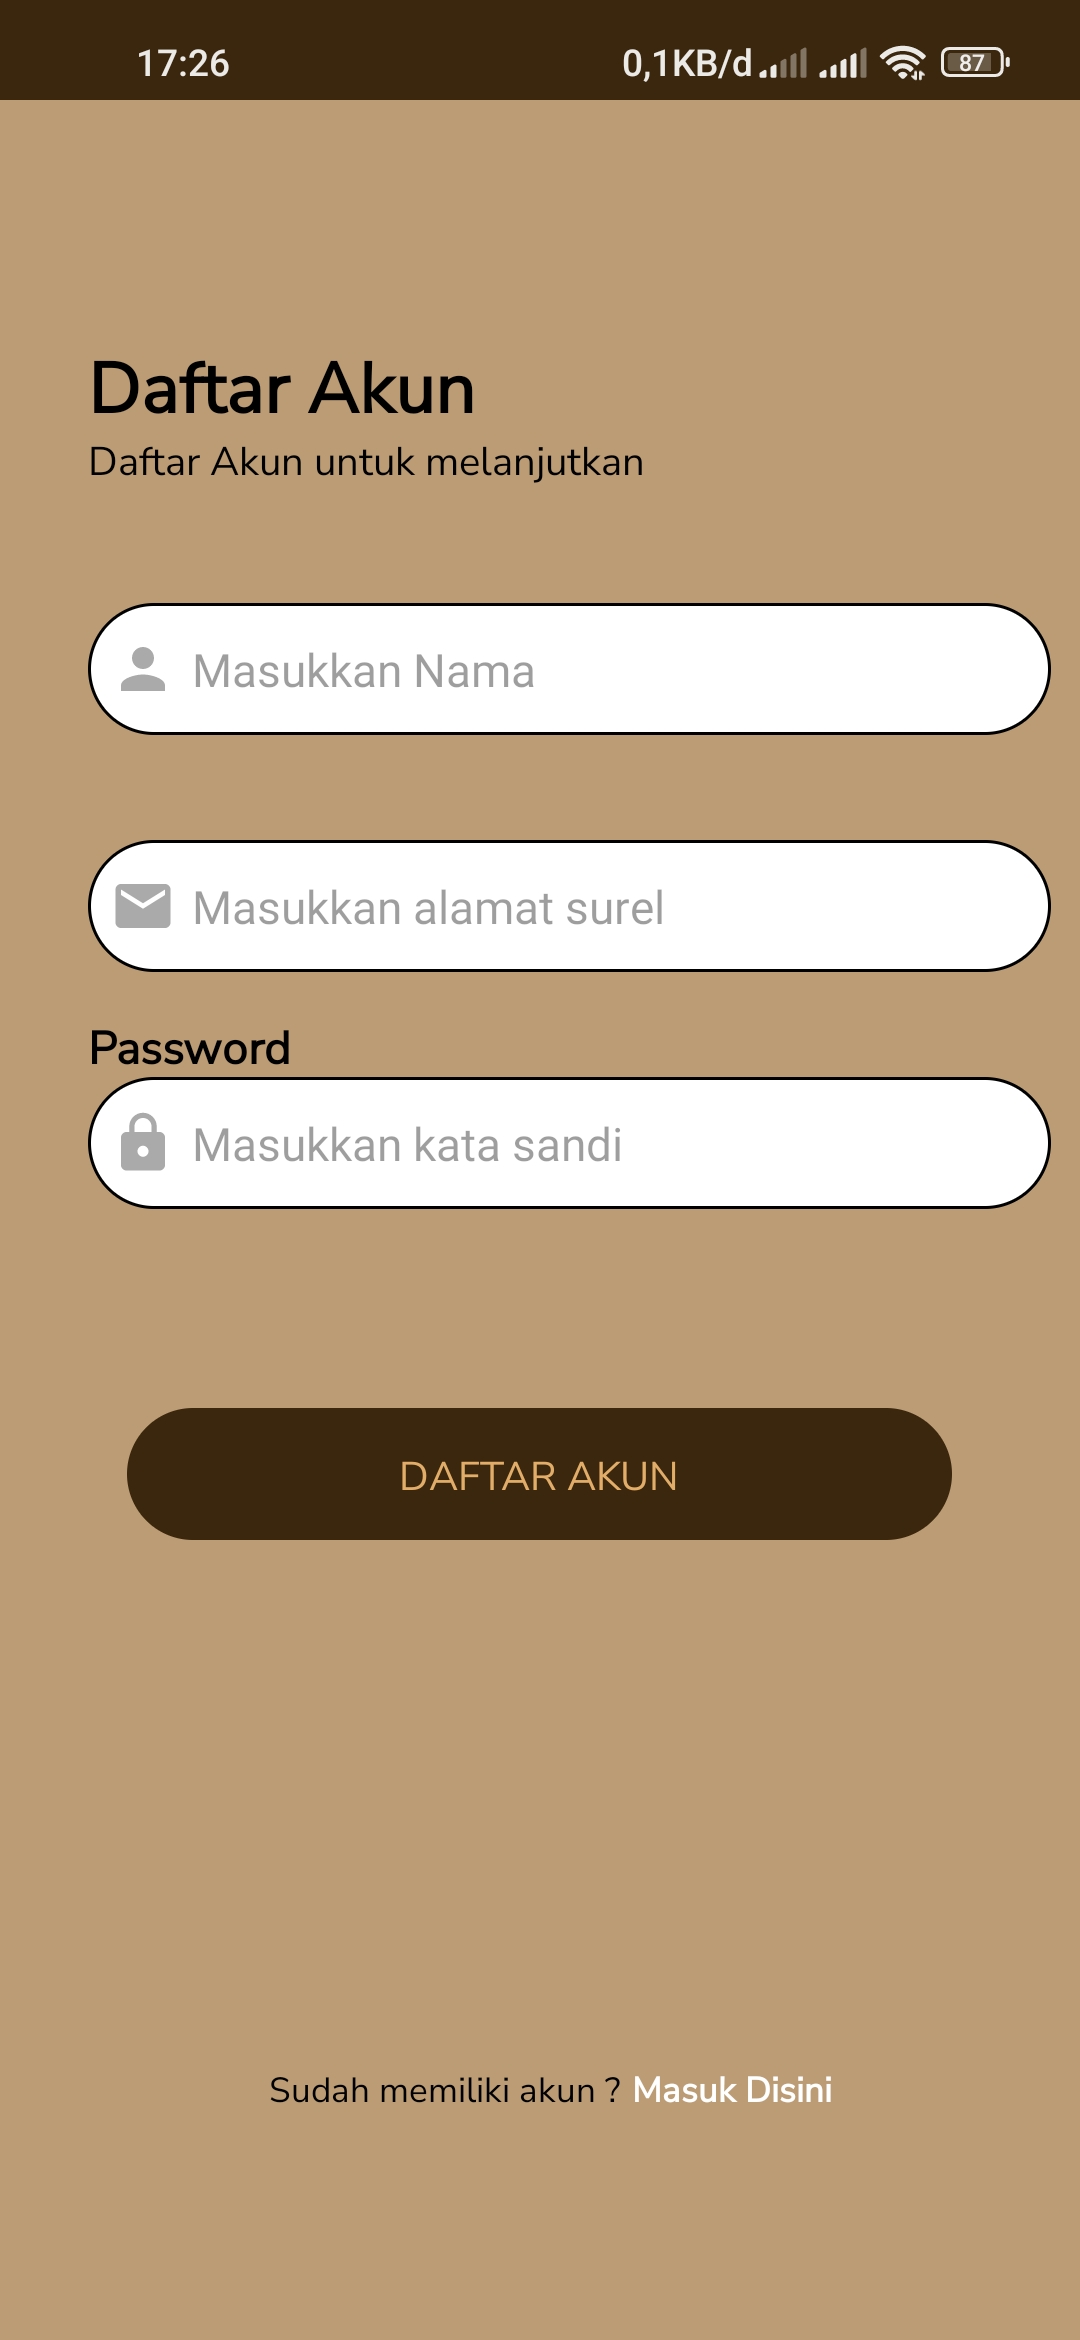 17:26 0,1KB/d 87
Daftar Akun
Daftar Akun untuk melanjutkan
Masukkan Nama
Masukkan alamat surel
Password
Masukkan kata sandi
DAFTAR AKUN
Sudah memiliki akun ? Masuk Disini